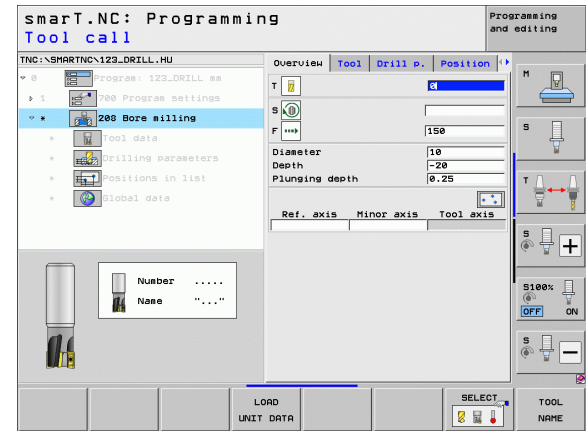 smarT.NC: Programming
Tool call
Programming
and editing
TNC:\SMARTNC\123_DRILL.HU
0 Program: 123_DRILL mm
1 700 Program settings
* 208 Bore milling
* Tool data
* Drilling parameters
* Positions in list
* Global data
Overview Tool Drill p. Position
T 0
S
F 150
Diameter 10
Depth -20
Plunging depth 0.25
Ref. axis Minor axis Tool axis
Number .....
Name "..."
M
S
T
S
S100%
OFF ON
S
LOAD
UNIT DATA
SELECT
TOOL
NAME